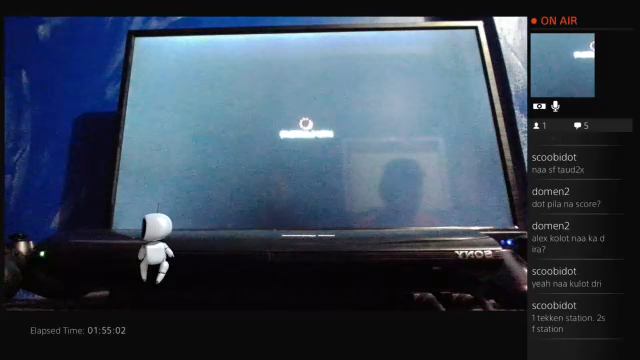 ON AIR
1
5
scoobidot
naa sf taud2x
domen2
dot pila na score?
domen2
alex kolot naa ka d
ira?
scoobidot
yeah naa kulot dri
scoobidot
1 tekken station. 2s
f station
SONY
Elapsed Time: 01:55:02